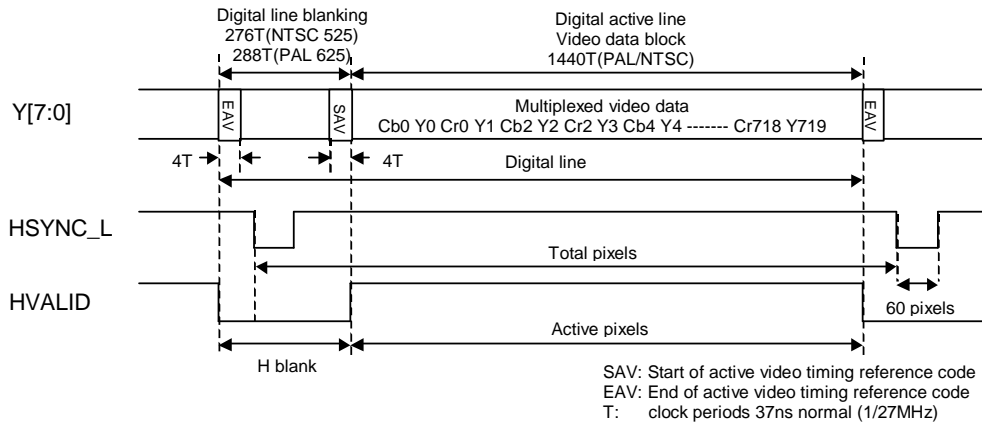 Digital line blanking
276T(NTSC 525)
288T(PAL 625)
Digital active line
Video data block
1440T(PAL/NTSC)
Y[7:0]
EAV
SAV
Multiplexed video data
Cb0 Y0 Cr0 Y1 Cb2 Y2 Cr2 Y3 Cb4 Y4 ------- Cr718 Y719
EAV
4T
4T
Digital line
HSYNC_L
Total pixels
HVALID
60 pixels
Active pixels
H blank
SAV: Start of active video timing reference code
EAV: End of active video timing reference code
T: clock periods 37ns normal (1/27MHz)